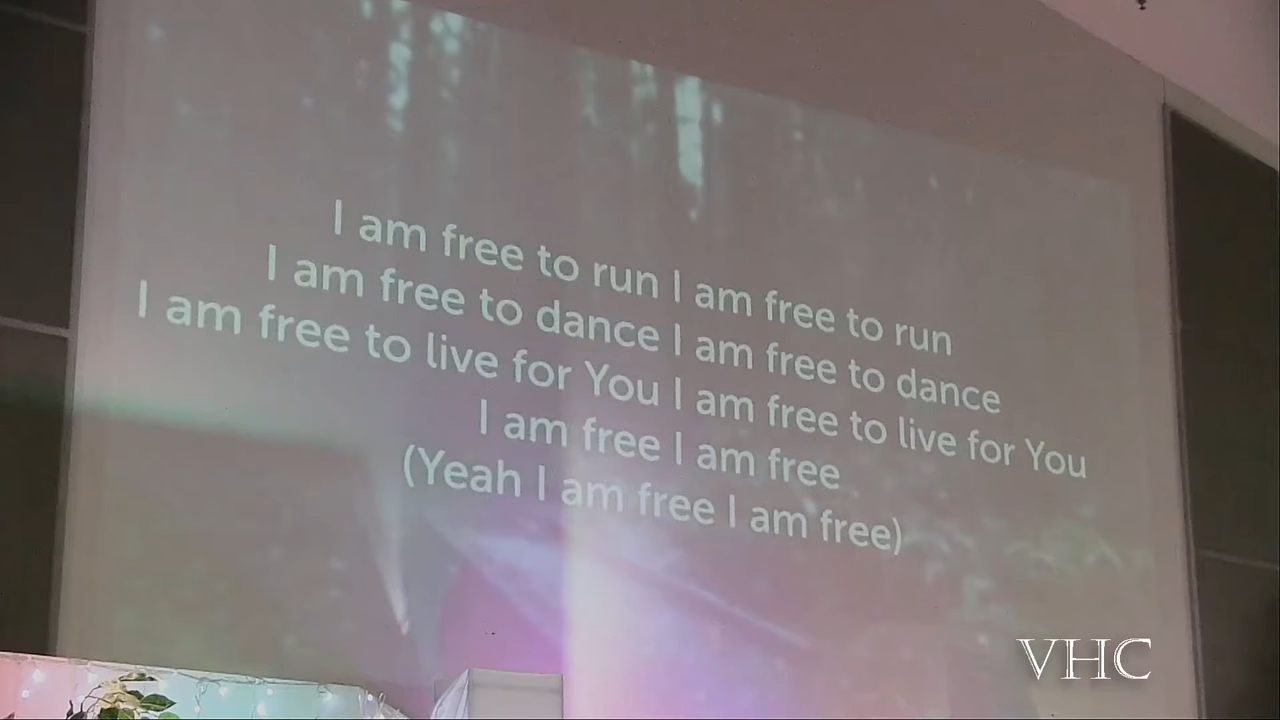 I am free to run I am free to run
I am free to dance I am free to dance
I am free to live for You I am free to live for You
I am free I am free
(Yeah I am free I am free)
VHC